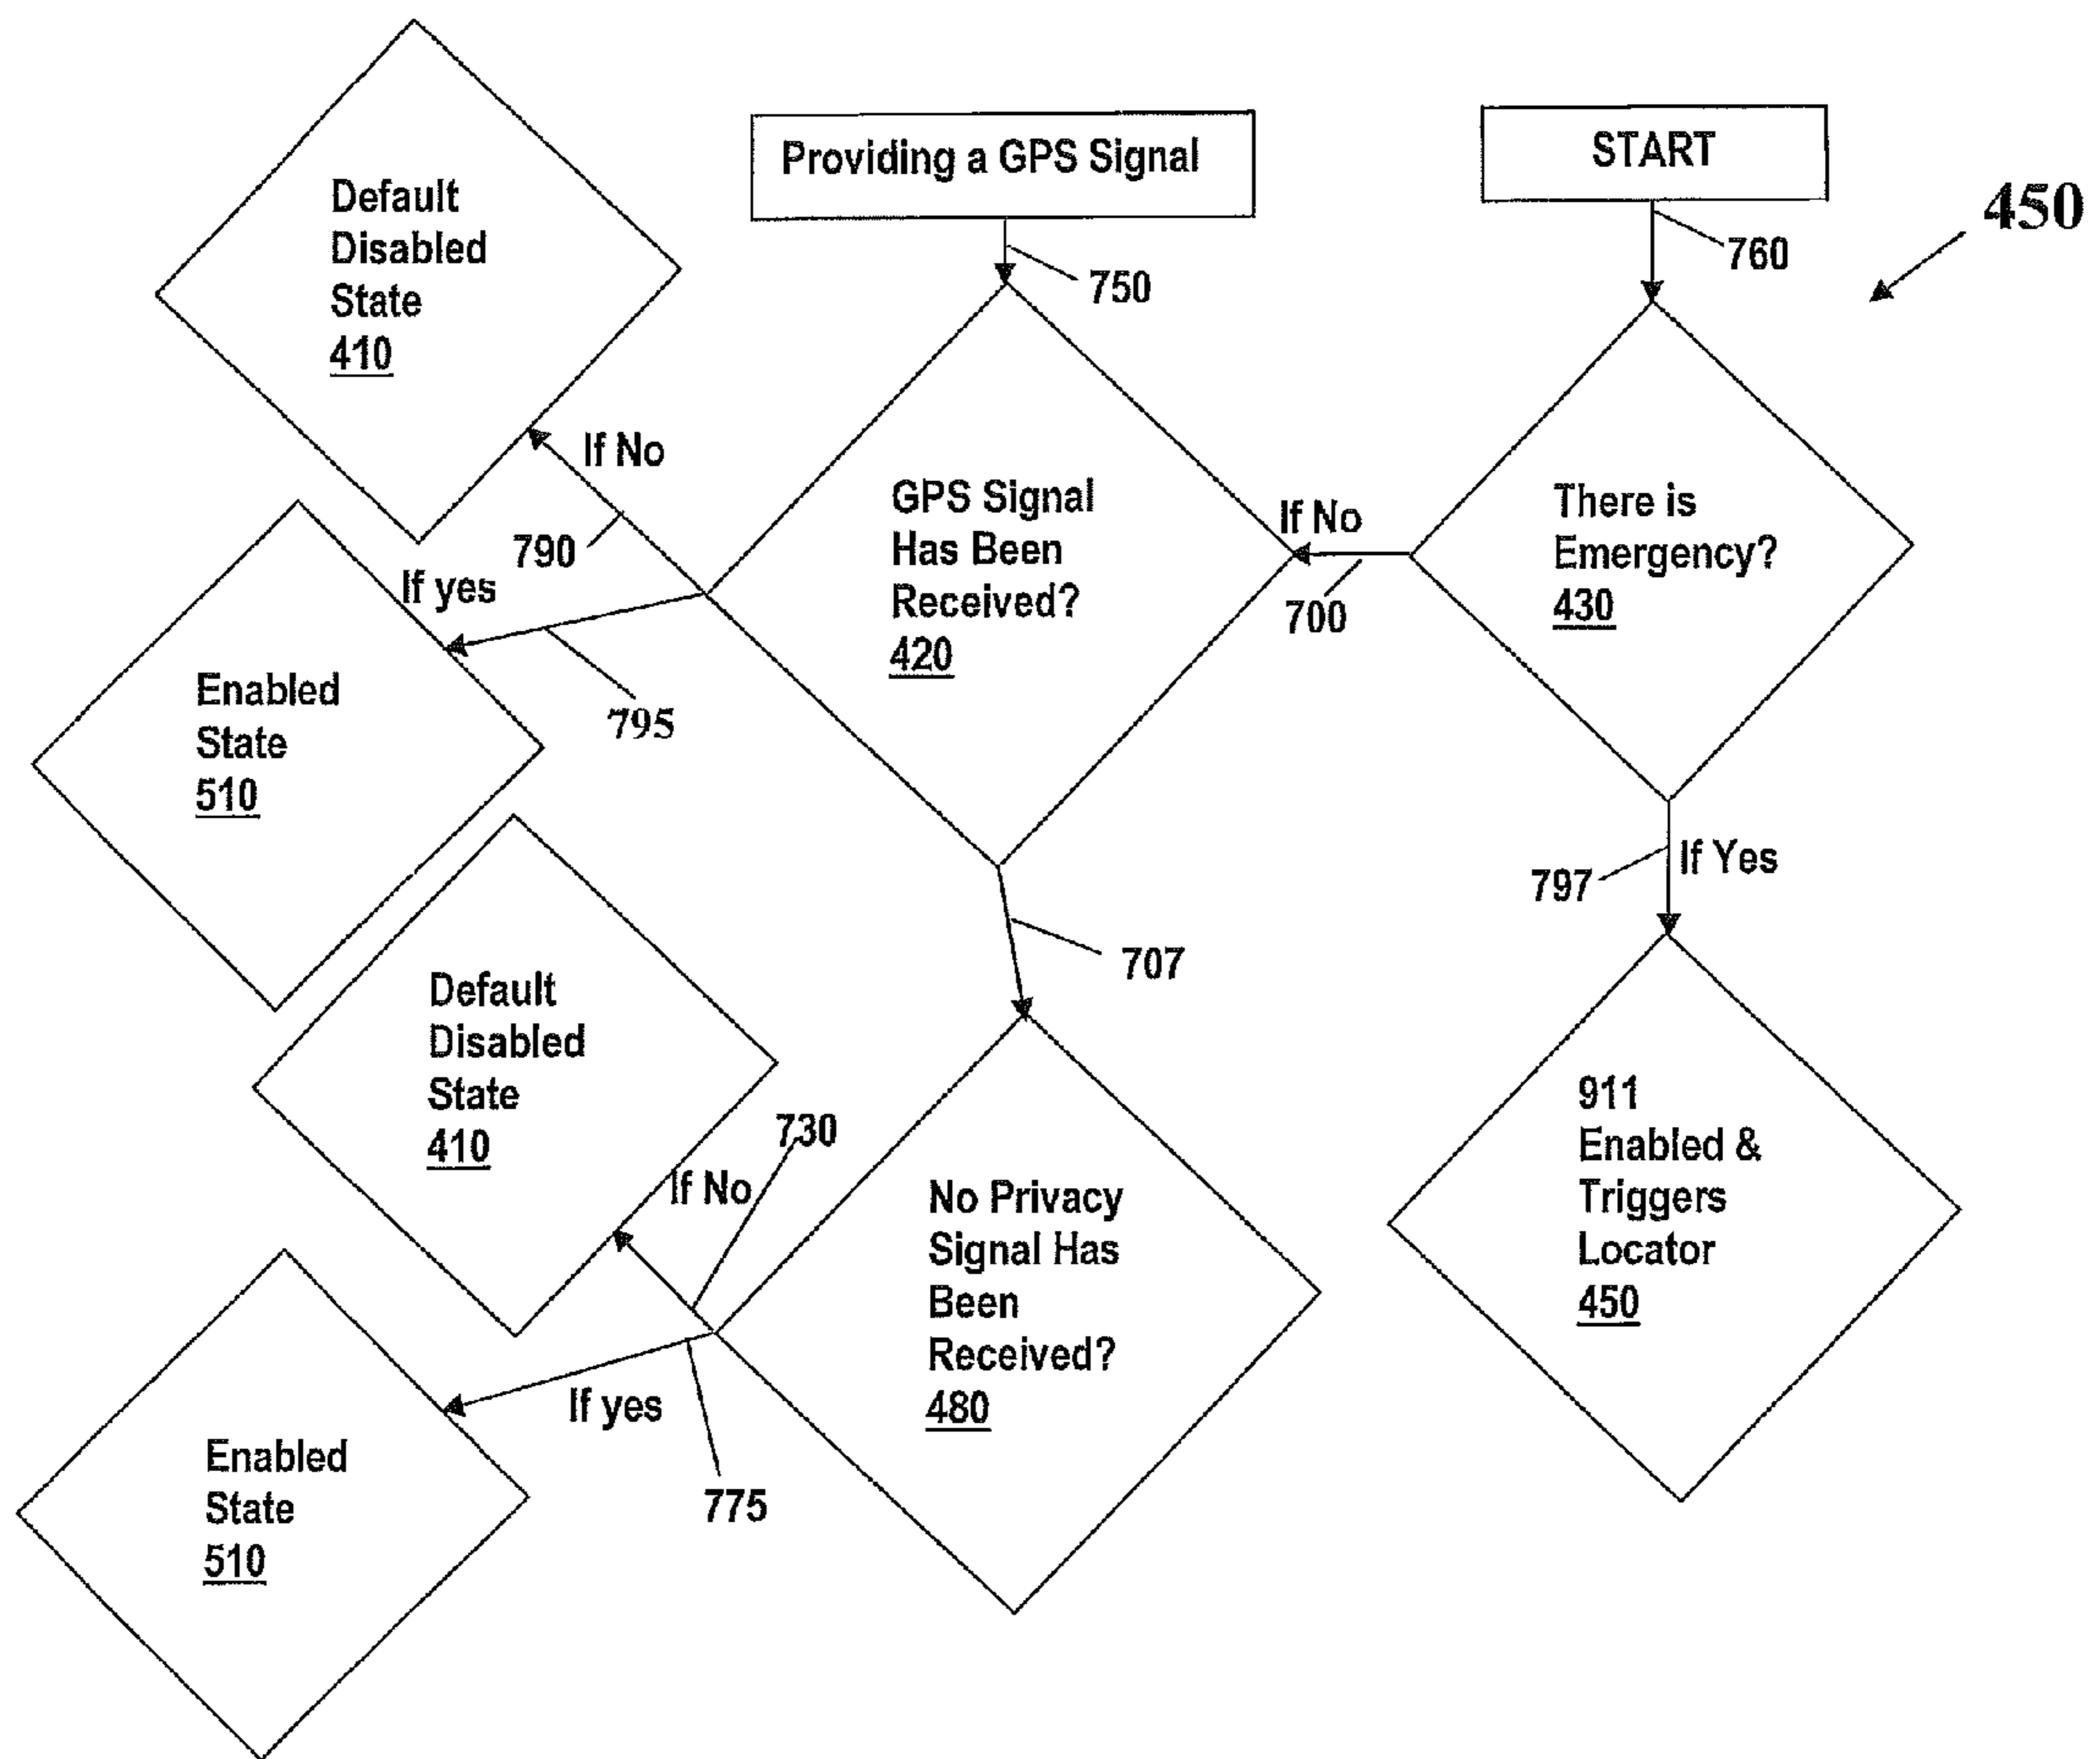 Default
Disabled
State
410
Providing a GPS Signal
START
450
750
760
If No
790
If yes
795
GPS Signal
Has Been
Received?
420
If No
700
There is
Emergency?
430
Enabled
State
510
797
If Yes
707
Default
Disabled
State
410
730
If No
No Privacy
Signal Has
Been
Received?
480
911
Enabled &
Triggers
Locator
450
If yes
775
Enabled
State
510